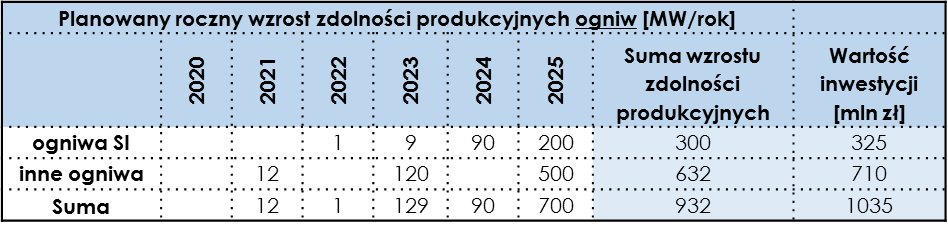 Planowany roczny wzrost zdolności produkcyjnych ogniw [MW/rok]
2020 2021 2022 2023 2024 2025 Suma wzrostu zdolności produkcyjnych Wartość inwestycji [mln zł]
ogniwa SI 1 9 90 200 300 325
inne ogniwa 12 120 500 632 710
Suma 12 1 129 90 700 932 1035